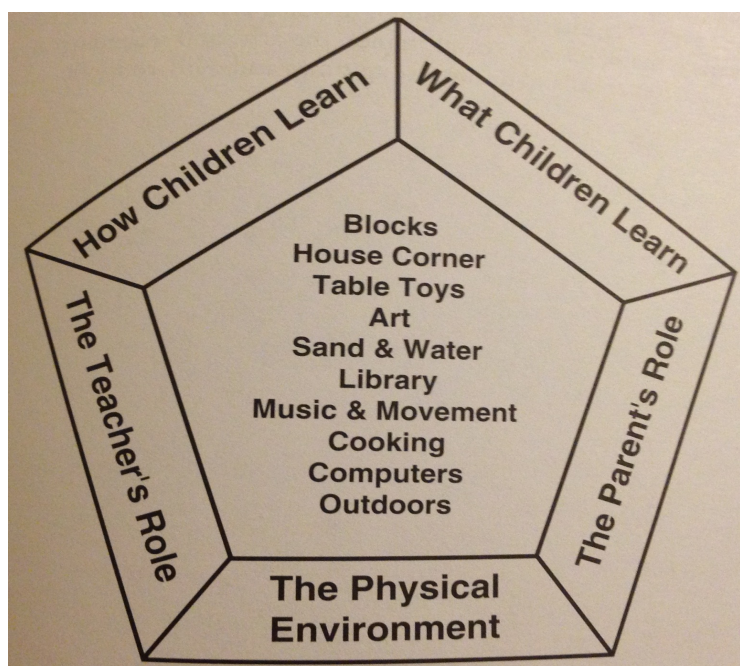 How Children Learn
What Children Learn
Blocks
House Corner
Table Toys
Art
Sand & Water
Library
Music & Movement
Cooking
Computers
Outdoors
The Teacher's Role
The Parent's Role
The Physical
Environment